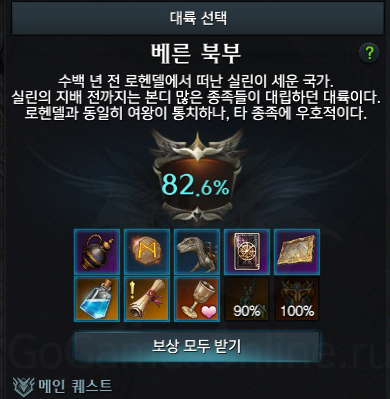 대륙 선택
베른 북부
?
수백 년 전 로헨델에서 떠난 실린이 세운 국가.
실린의 지배 전까지는 본디 많은 종족들이 대립하던 대륙이다.
로헨델과 동일히 여왕이 통치하나, 타 종족에 우호적이다.
82.6%
90% 100%
보상 모두 받기
GoGamesOnline.ru
메인 퀘스트